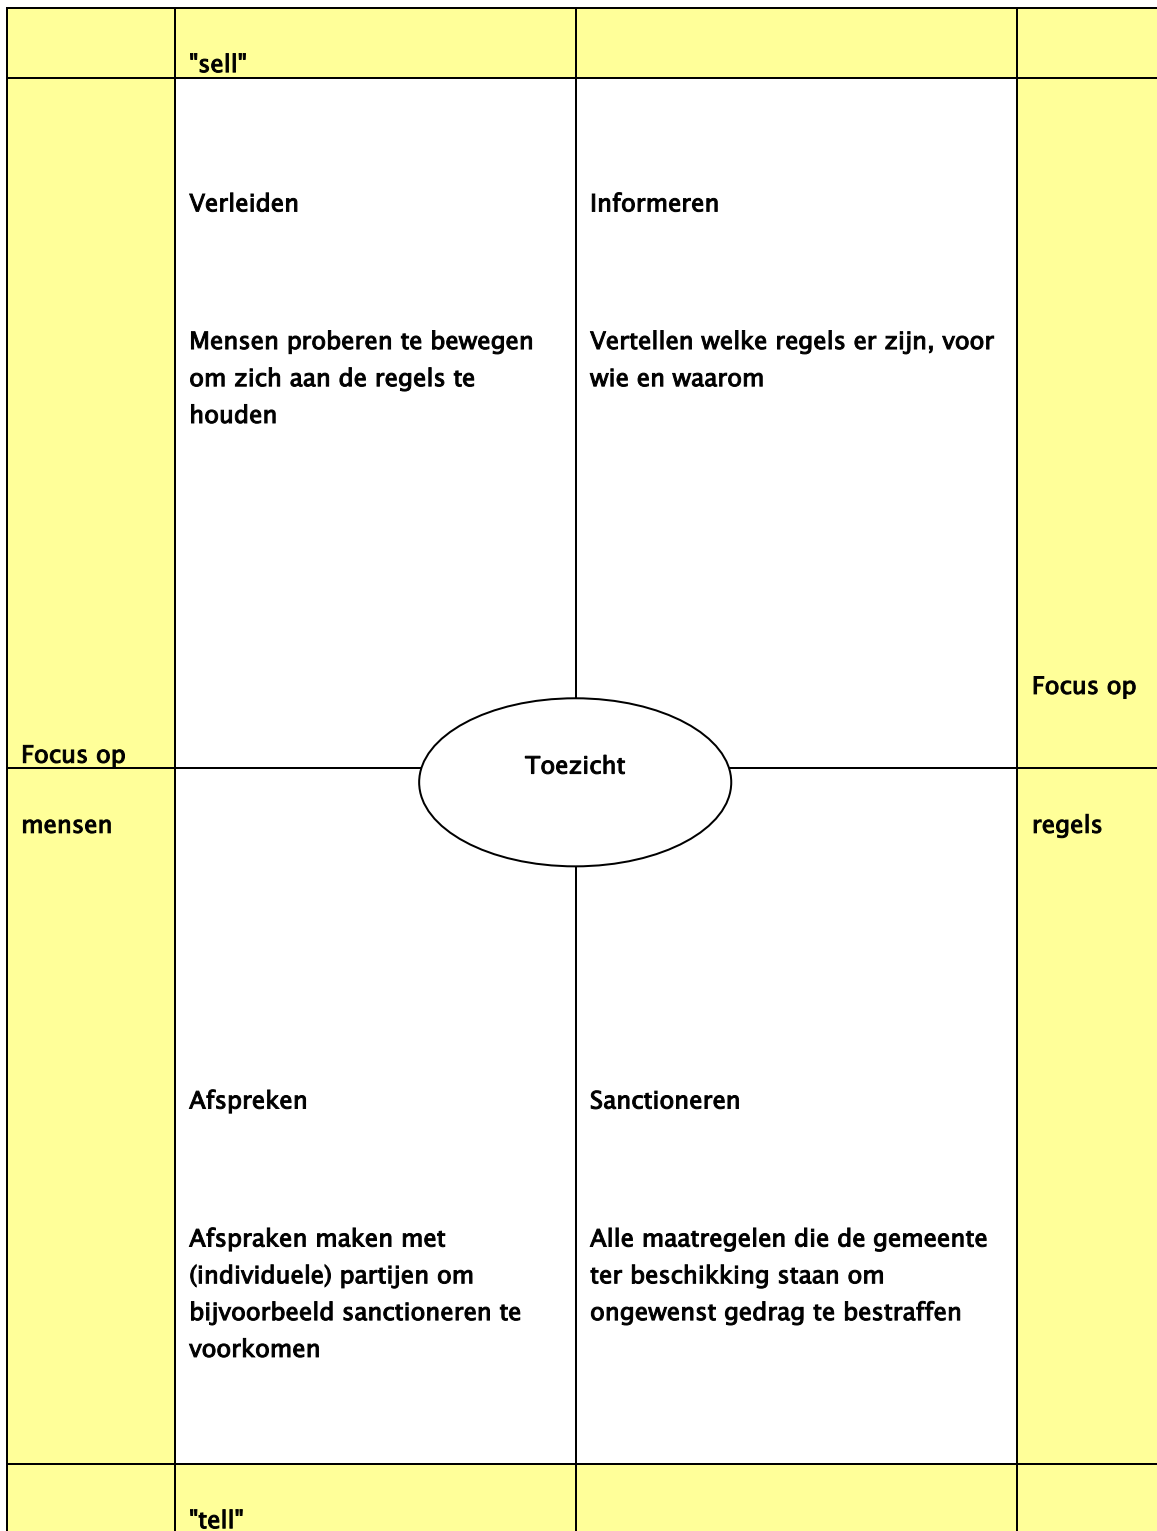 "sell"
Verleiden
Informeren
Mensen proberen te bewegen
om zich aan de regels te
houden
Vertellen welke regels er zijn, voor
wie en waarom
Focus op
mensen
Toezicht
Focus op
regels
Afspreken
Sanctioneren
Afspraken maken met
(individuele) partijen om
bijvoorbeeld sanctioneren te
voorkomen
Alle maatregelen die de gemeente
ter beschikking staan om
ongewenst gedrag te bestraffen
"tell"